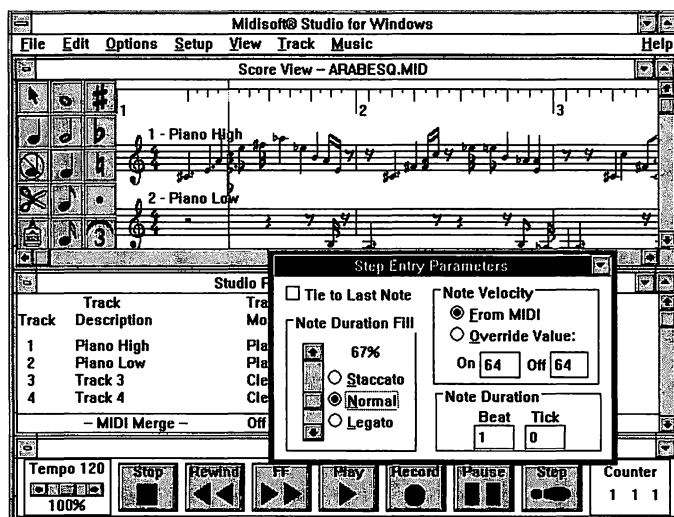 Midisoft® Studio for Windows
File Edit Options Setup View Track Music Help
Score View – ARABESQ.MID
1 2 3
1 - Piano High
2 - Piano Low
3
Studio F
Track
Track Description
1 Piano High Pla
2 Piano Low Pla
3 Track 3 Cle
4 Track 4 Cle
– MIDI Merge – Off
Step Entry Parameters
Tie to Last Note
Note Duration Fill
67%
Staccato
Normal
Legato
Note Velocity
From MIDI
Override Value:
On 64 Off 64
Note Duration
Beat Tick
1 0
Tempo 120
100%
Stop Rewind FF Play Record Pause Step
Counter
1 1 1